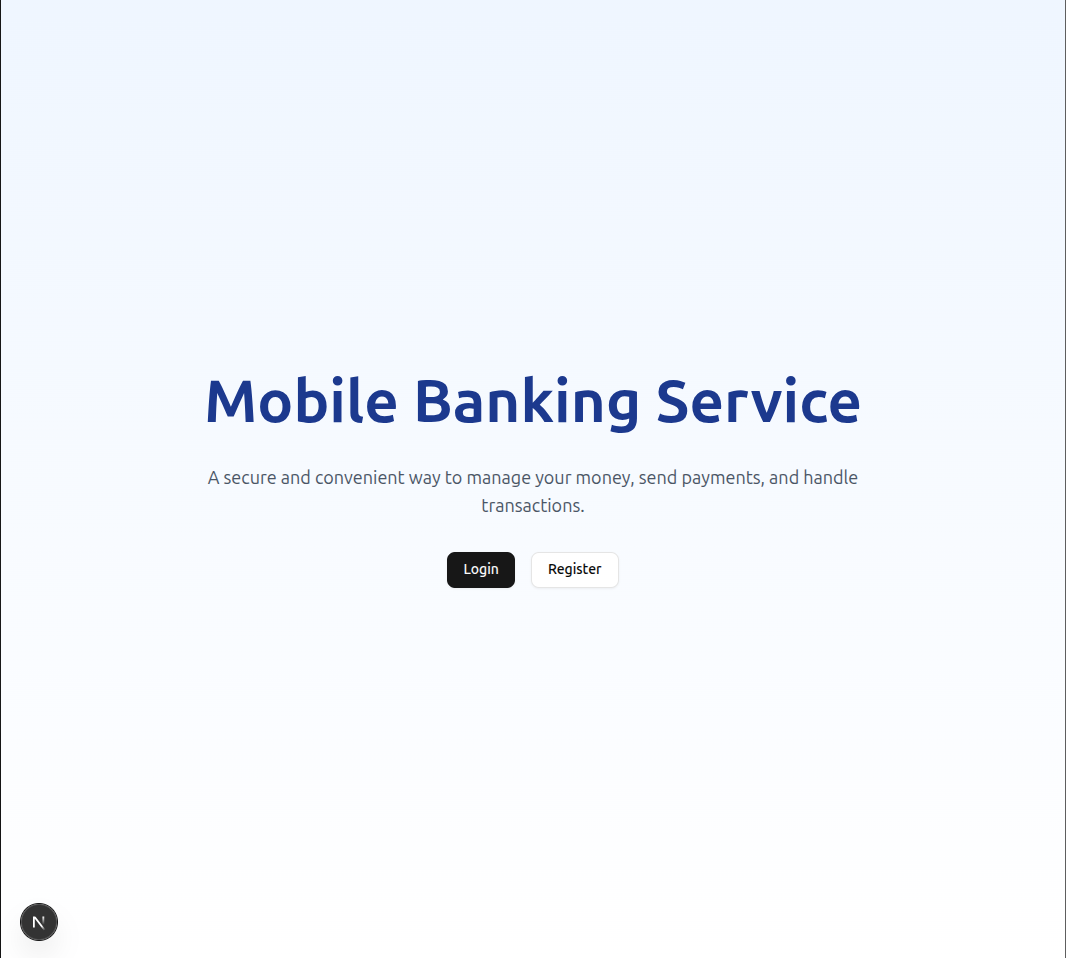 Mobile Banking Service
A secure and convenient way to manage your money, send payments, and handle
transactions.
Login
Register
N